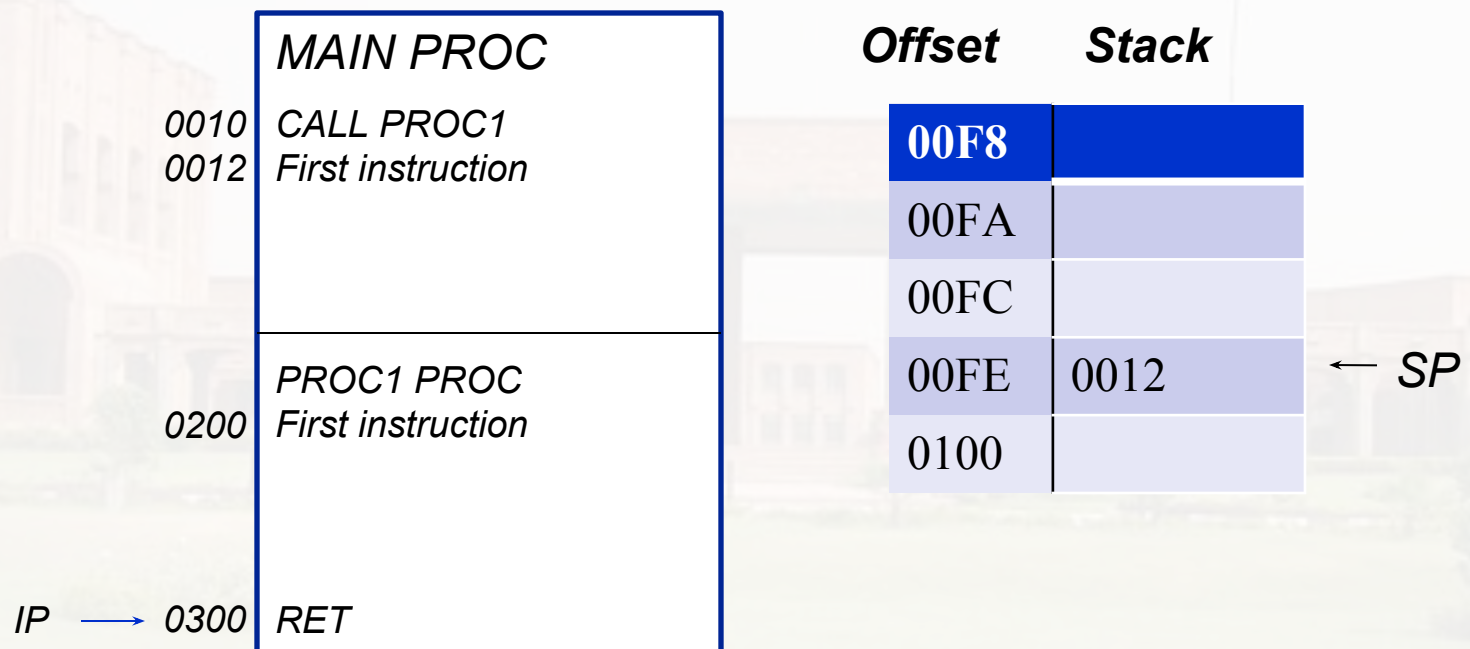 MAIN PROC
0010 CALL PROC1
0012 First instruction
PROC1 PROC
0200 First instruction
IP 0300 RET
Offset Stack
00F8
00FA
00FC
00FE 0012 SP
0100